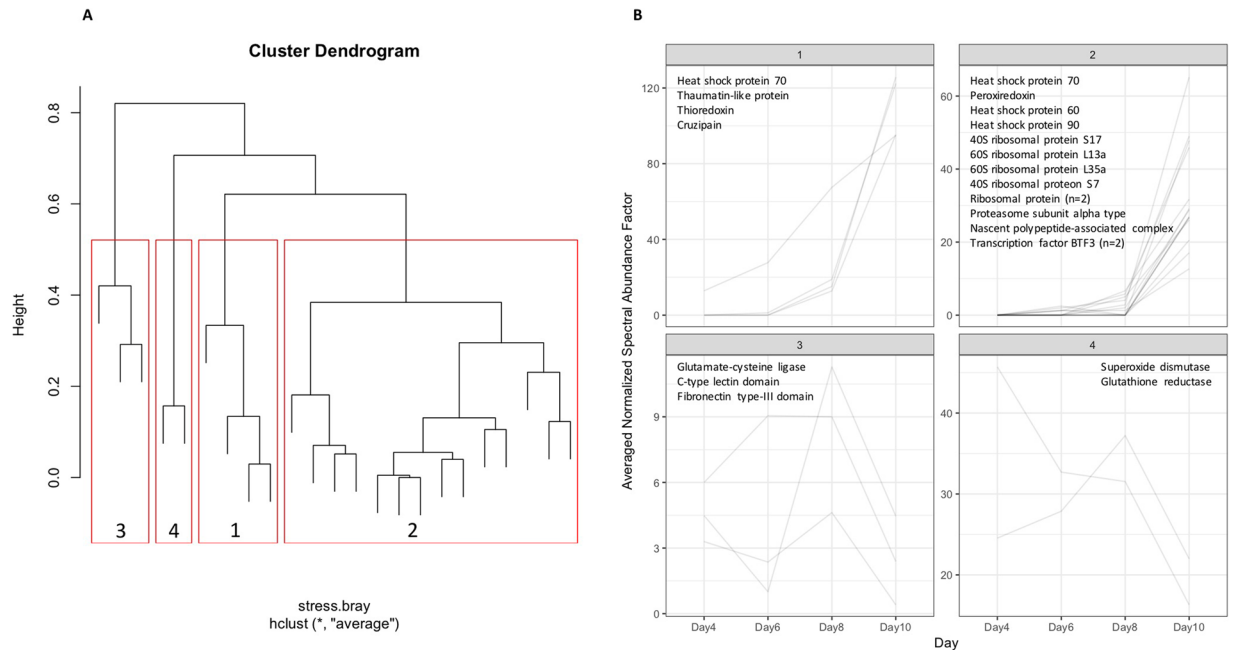 A
Cluster Dendrogram
Height
0.8
0.6
0.4
0.2
0.0
3
4
1
2
stress.bray
hclust (*, "average")
B
Averaged Normalized Spectral Abundance Factor
1
120
80
40
0
Heat shock protein 70
Thaumatin-like protein
Thioredoxin
Cruzipain
2
60
40
20
0
Heat shock protein 70
Peroxiredoxin
Heat shock protein 60
Heat shock protein 90
40S ribosomal protein S17
60S ribosomal protein L13a
60S ribosomal protein L35a
40S ribosomal proteon S7
Ribosomal protein (n=2)
Proteasome subunit alpha type
Nascent polypeptide-associated complex
Transcription factor BTF3 (n=2)
3
9
6
3
0
Glutamate-cysteine ligase
C-type lectin domain
Fibronectin type-III domain
Day4 Day6 Day8 Day10
4
40
30
20
Superoxide dismutase
Glutathione reductase
Day4 Day6 Day8 Day10
Day